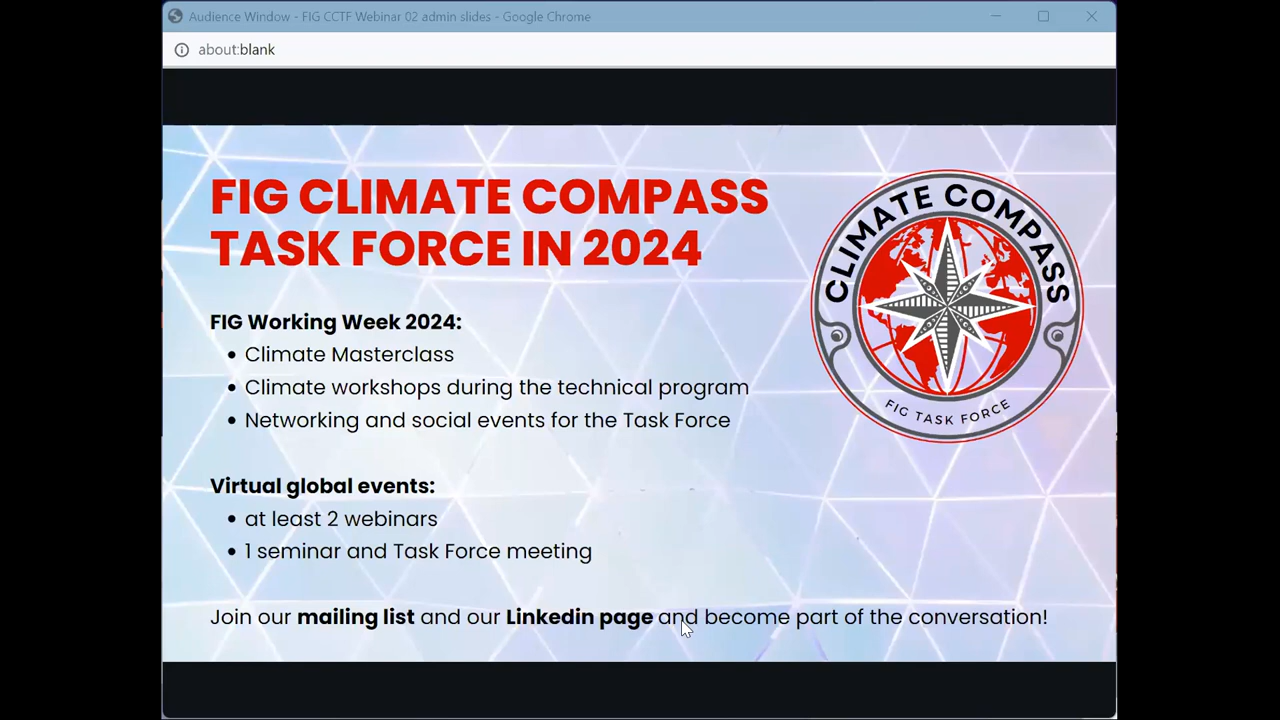 Audience Window - FIG CCTF Webinar 02 admin slides - Google Chrome
about:blank
FIG CLIMATE COMPASS
TASK FORCE IN 2024
CLIMATE COMPASS
FIG TASK FORCE
FIG Working Week 2024:
• Climate Masterclass
• Climate workshops during the technical program
• Networking and social events for the Task Force
Virtual global events:
• at least 2 webinars
• 1 seminar and Task Force meeting
Join our mailing list and our Linkedin page and become part of the conversation!